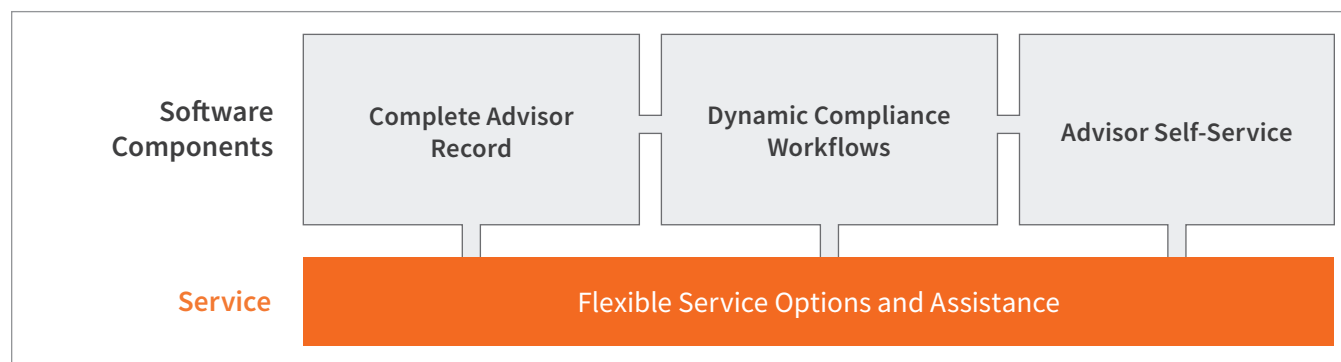 Software
Components
Complete Advisor
Record
Dynamic Compliance
Workflows
Advisor Self-Service
Service
Flexible Service Options and Assistance